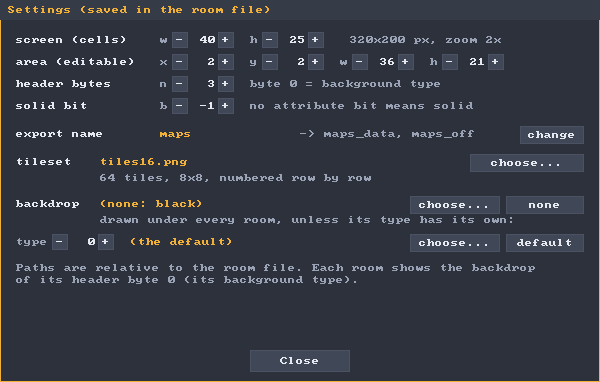 Settings (saved in the room file)
screen (cells) w - 40 + h - 25 + 320x200 px, zoom 2x
area (editable) x - 2 + y - 2 + w - 36 + h - 21 +
header bytes n - 3 + byte 0 = background type
solid bit b - -1 + no attribute bit means solid
export name maps -> maps_data, maps_off change
tileset tiles16.png choose...
64 tiles, 8x8, numbered row by row
backdrop (none: black) choose... none
drawn under every room, unless its type has its own:
type - 0 + (the default) choose... default
Paths are relative to the room file. Each room shows the backdrop
of its header byte 0 (its background type).
Close